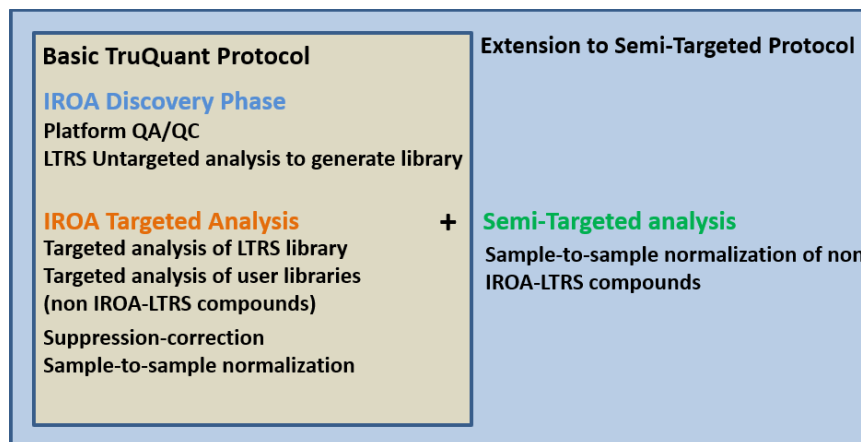 Basic TruQuant Protocol
IROA Discovery Phase
Platform QA/QC
LTRS Untargeted analysis to generate library
IROA Targeted Analysis
Targeted analysis of LTRS library
Targeted analysis of user libraries
(non IROA-LTRS compounds)
Suppression-correction
Sample-to-sample normalization
+
Extension to Semi-Targeted Protocol
Semi-Targeted analysis
Sample-to-sample normalization of non
IROA-LTRS compounds